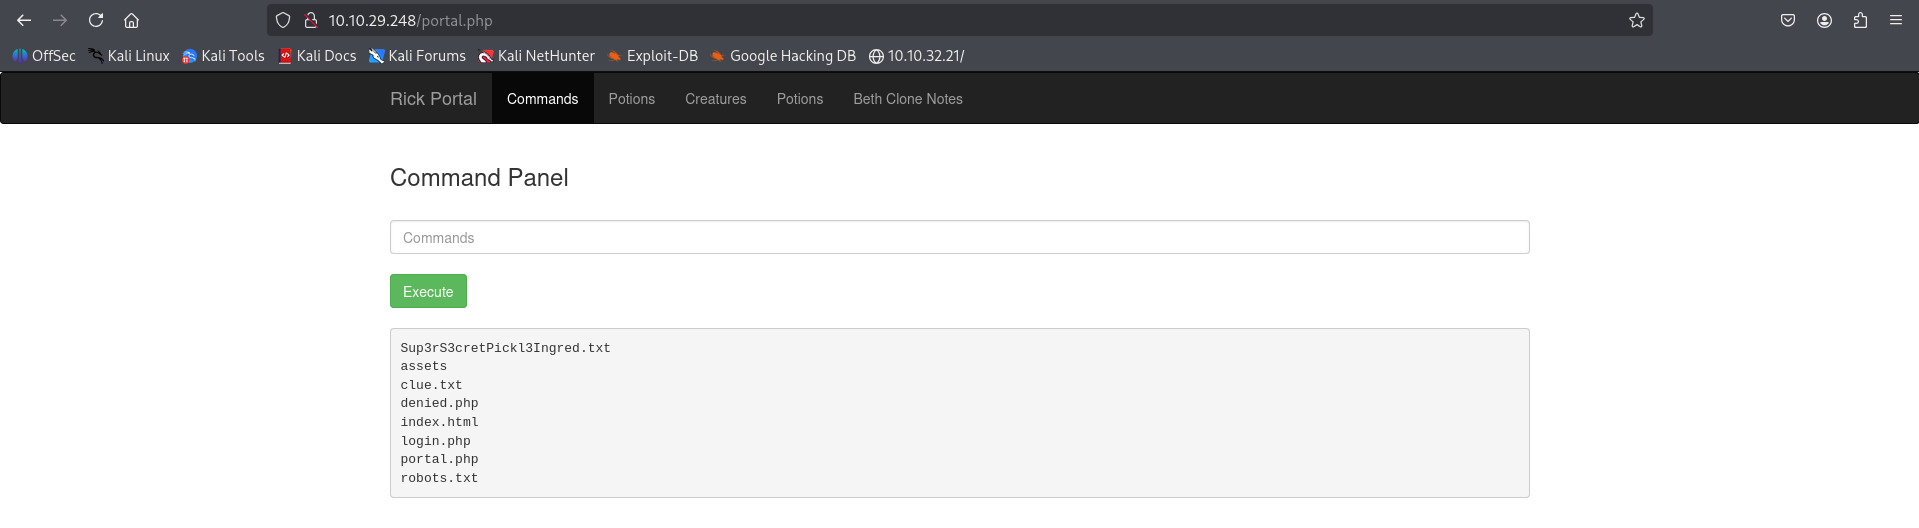 10.10.29.248/portal.php
OffSec Kali Linux Kali Tools Kali Docs Kali Forums Kali NetHunter Exploit-DB Google Hacking DB 10.10.32.21/
Rick Portal Commands Potions Creatures Potions Beth Clone Notes
Command Panel
Commands
Execute
Sup3rS3cretPickl3Ingred.txt
assets
clue.txt
denied.php
index.html
login.php
portal.php
robots.txt